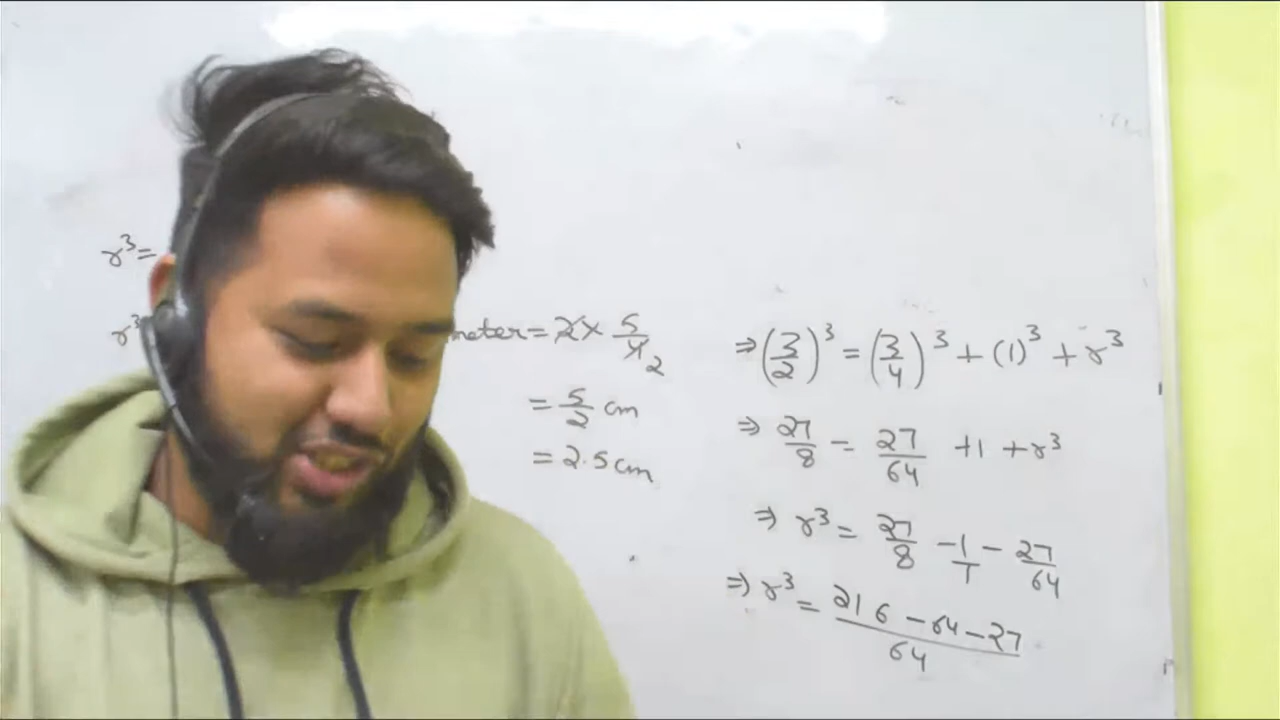 r³=
r³
meter = 2 × 5/4 2
= 5/2 cm
= 2.5 cm
⇒ (3/2)³ = (3/4)³ + (1)³ + r³
⇒ 27/8 = 27/64 + 1 + r³
⇒ r³ = 27/8 - 1/1 - 27/64
⇒ r³ = 216 - 64 - 27/64